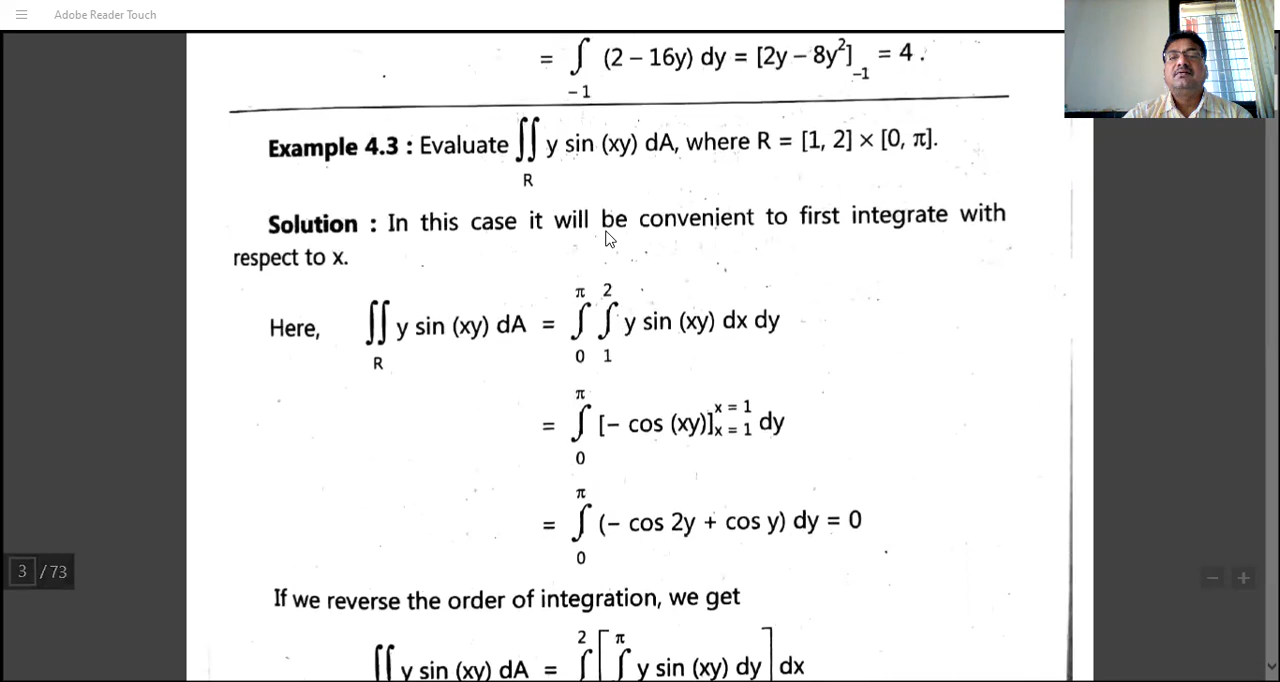 Adobe Reader Touch
= ∫ (2 – 16y) dy = [2y – 8y²] = 4 .
– 1
–1
Example 4.3 : Evaluate ∬ y sin (xy) dA, where R = [1, 2] × [0, π].
R
Solution : In this case it will be convenient to first integrate with
respect to x.
π 2
Here, ∬ y sin (xy) dA = ∫ ∫ y sin (xy) dx dy
R 0 1
π
= ∫ [– cos (xy)] x = 1 x = 1 dy
0
π
= ∫ (– cos 2y + cos y) dy = 0
0
If we reverse the order of integration, we get
2 π
∬ y sin (xy) dA = ∫ [ ∫ y sin (xy) dy ] dx
3 / 73